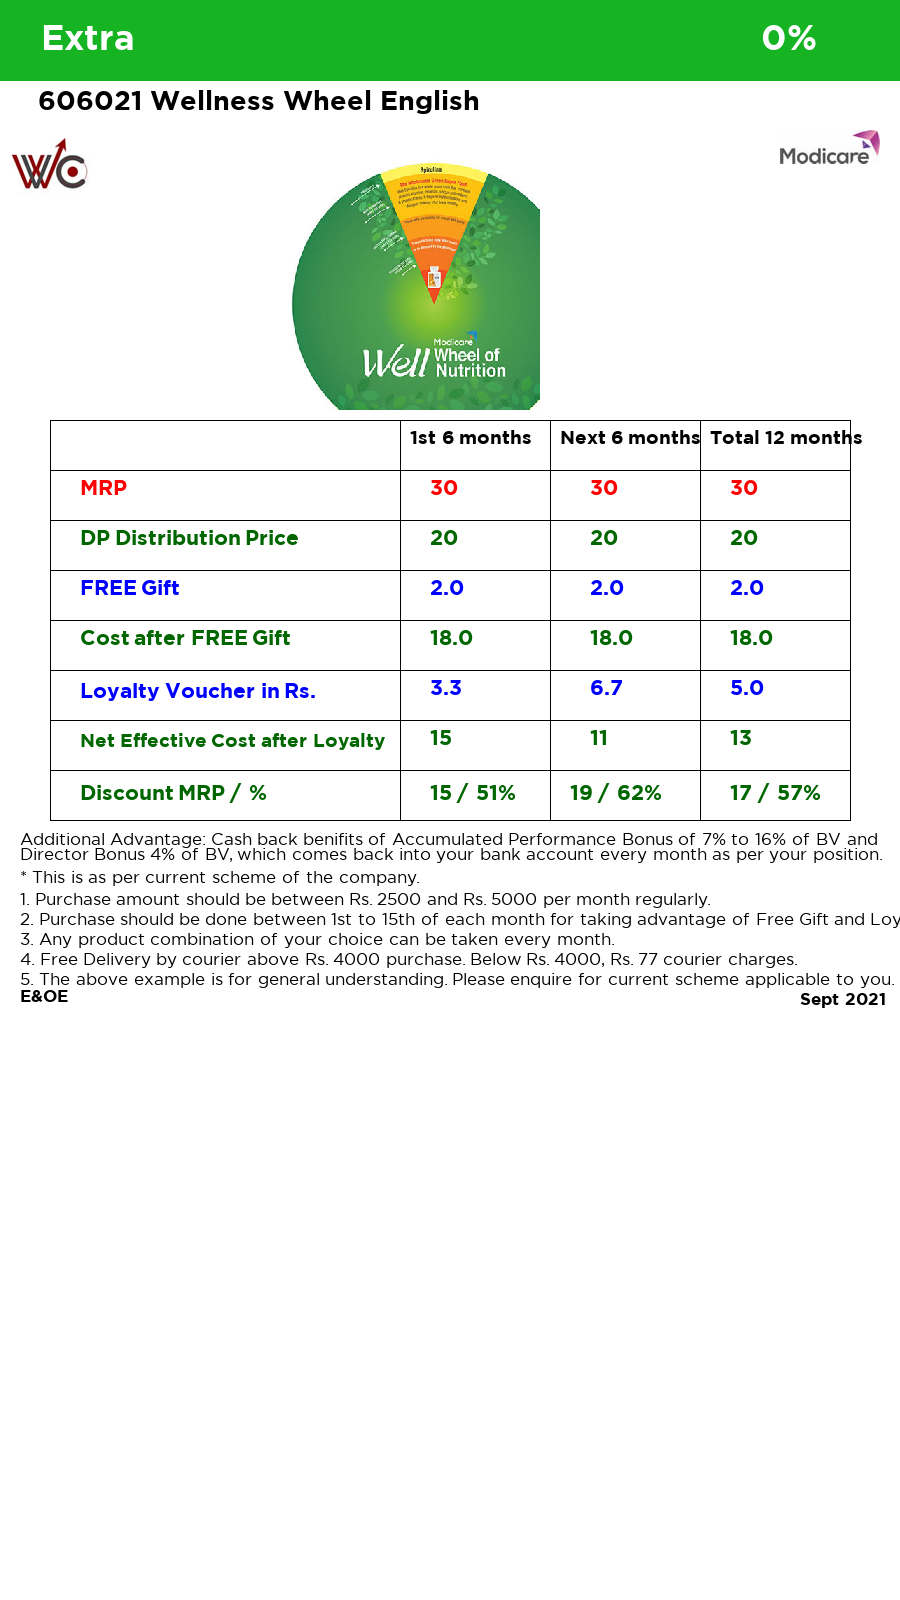 Extra 0%
606021 Wellness Wheel English
WC
Modicare
Spirulina
Modicare
Well Wheel of
Nutrition
1st 6 months Next 6 months Total 12 months
MRP 30 30 30
DP Distribution Price 20 20 20
FREE Gift 2.0 2.0 2.0
Cost after FREE Gift 18.0 18.0 18.0
Loyalty Voucher in Rs. 3.3 6.7 5.0
Net Effective Cost after Loyalty 15 11 13
Discount MRP / % 15 / 51% 19 / 62% 17 / 57%
Additional Advantage: Cash back benifits of Accumulated Performance Bonus of 7% to 16% of BV and
Director Bonus 4% of BV, which comes back into your bank account every month as per your position.
* This is as per current scheme of the company.
1. Purchase amount should be between Rs. 2500 and Rs. 5000 per month regularly.
2. Purchase should be done between 1st to 15th of each month for taking advantage of Free Gift and Loy
3. Any product combination of your choice can be taken every month.
4. Free Delivery by courier above Rs. 4000 purchase. Below Rs. 4000, Rs. 77 courier charges.
5. The above example is for general understanding. Please enquire for current scheme applicable to you.
E&OE
Sept 2021